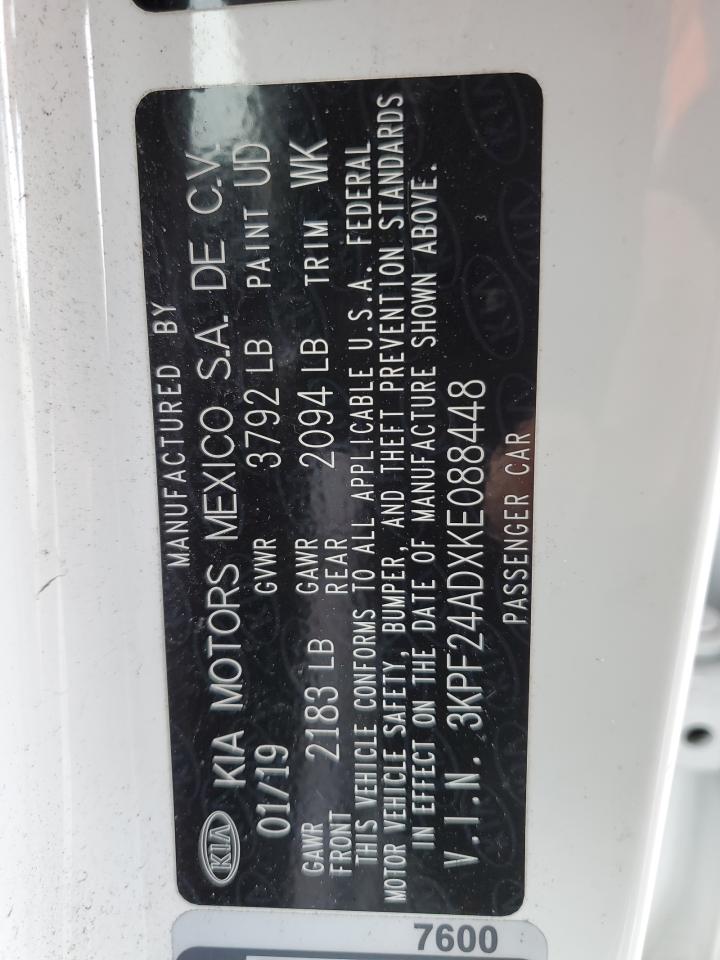 MANUFACTURED BY
KIA KIA MOTORS MEXICO S.A. DE C.V.
01/19 GVWR 3792 LB PAINT UD
GAWR FRONT 2183 LB GAWR REAR 2094 LB TRIM WK
THIS VEHICLE CONFORMS TO ALL APPLICABLE U.S.A. FEDERAL
MOTOR VEHICLE SAFETY, BUMPER, AND THEFT PREVENTION STANDARDS
IN EFFECT ON THE DATE OF MANUFACTURE SHOWN ABOVE.
V.I.N. 3KPF24ADXKE088448
PASSENGER CAR
7600